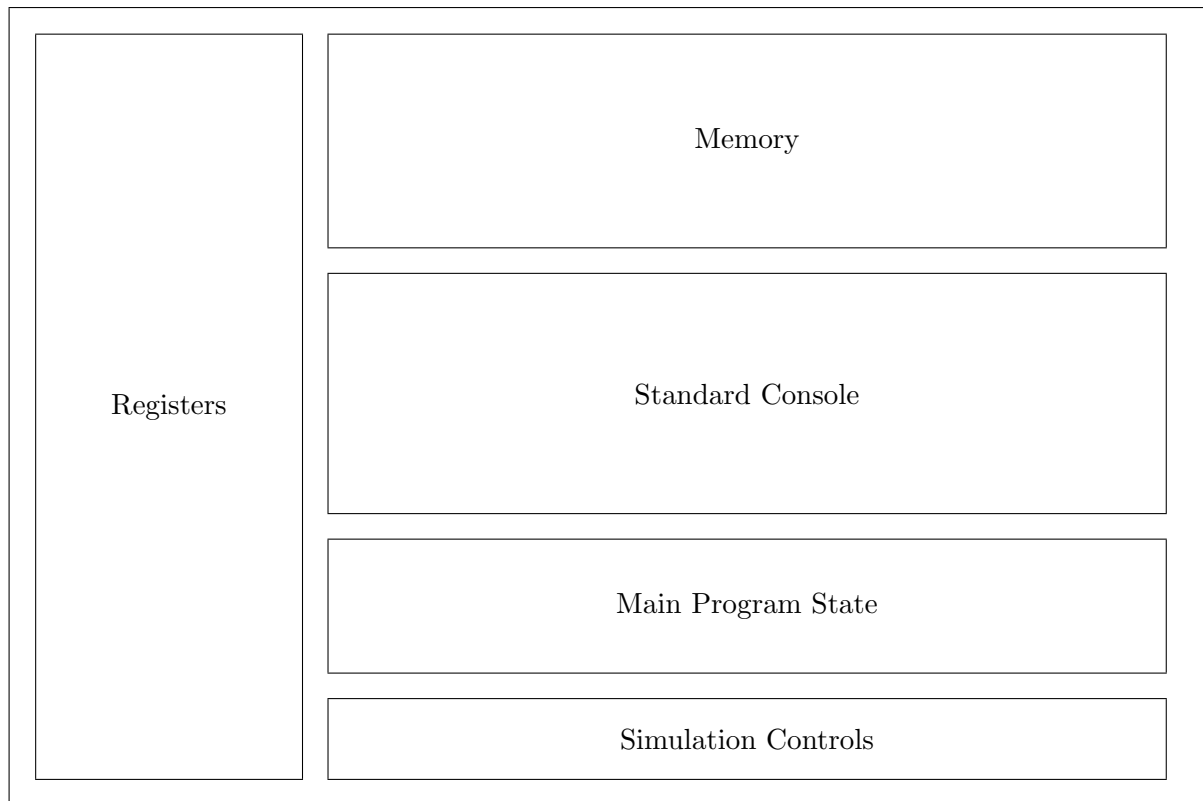 Registers
Memory
Standard Console
Main Program State
Simulation Controls